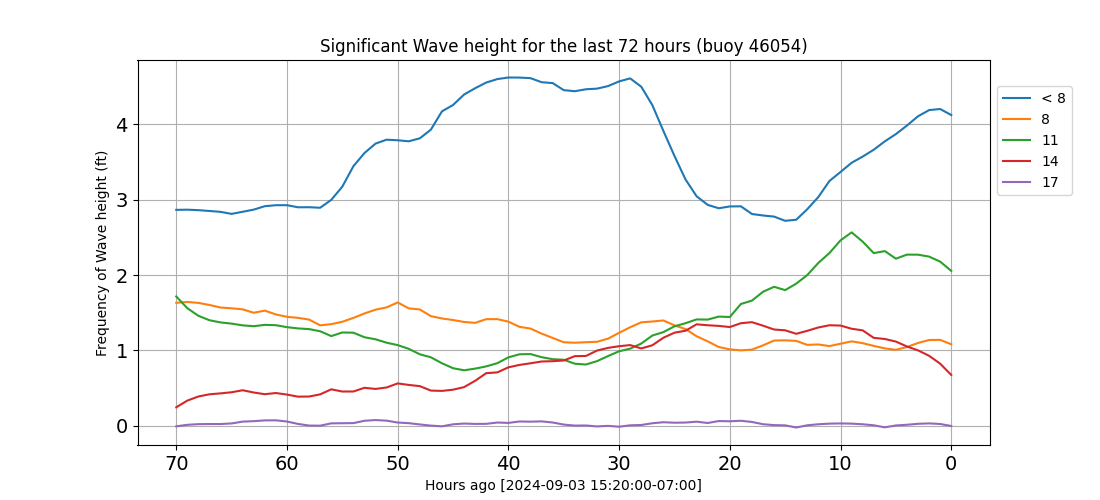 Significant Wave height for the last 72 hours (buoy 46054)
Frequency of Wave height (ft)
4
3
2
1
0
70 60 50 40 30 20 10 0
Hours ago [2024-09-03 15:20:00-07:00]
< 8
8
11
14
17